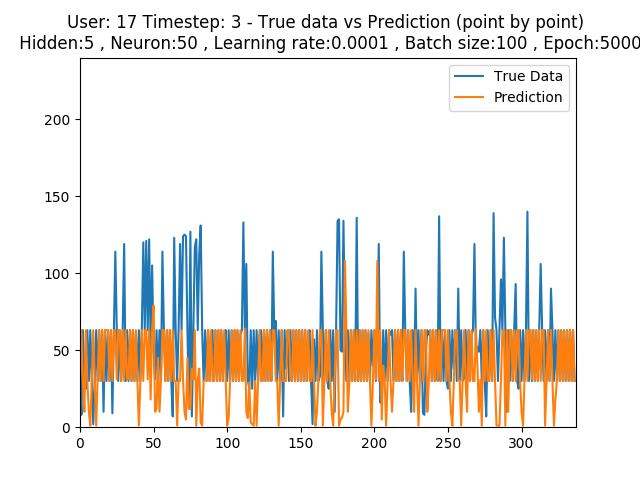 User: 17 Timestep: 3 - True data vs Prediction (point by point)
Hidden:5 , Neuron:50 , Learning rate:0.0001 , Batch size:100 , Epoch:5000
True Data
Prediction
200
150
100
50
0
0 50 100 150 200 250 300